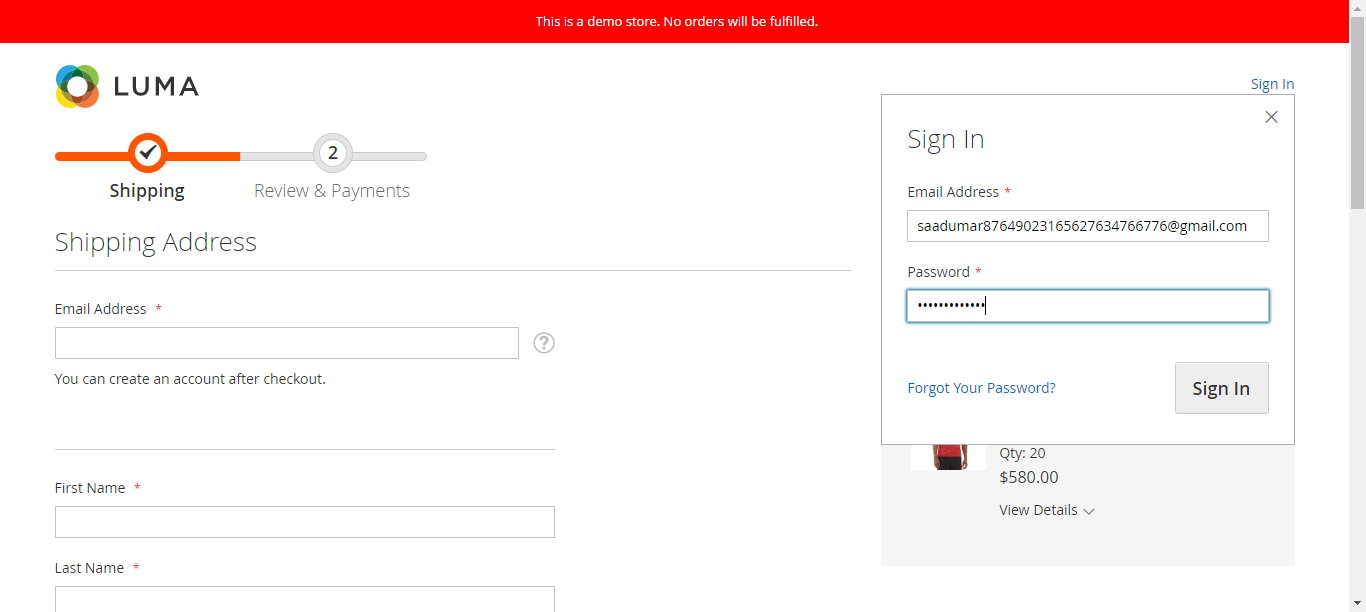 This is a demo store. No orders will be fulfilled.
LUMA
Sign In
2
Shipping
Review & Payments
Shipping Address
Email Address *
You can create an account after checkout.
First Name *
Last Name *
Sign In
Email Address *
saadumar87649023165627634766776@gmail.com
Password *
•••••••••••••
Forgot Your Password?
Sign In
Qty: 20
$580.00
View Details